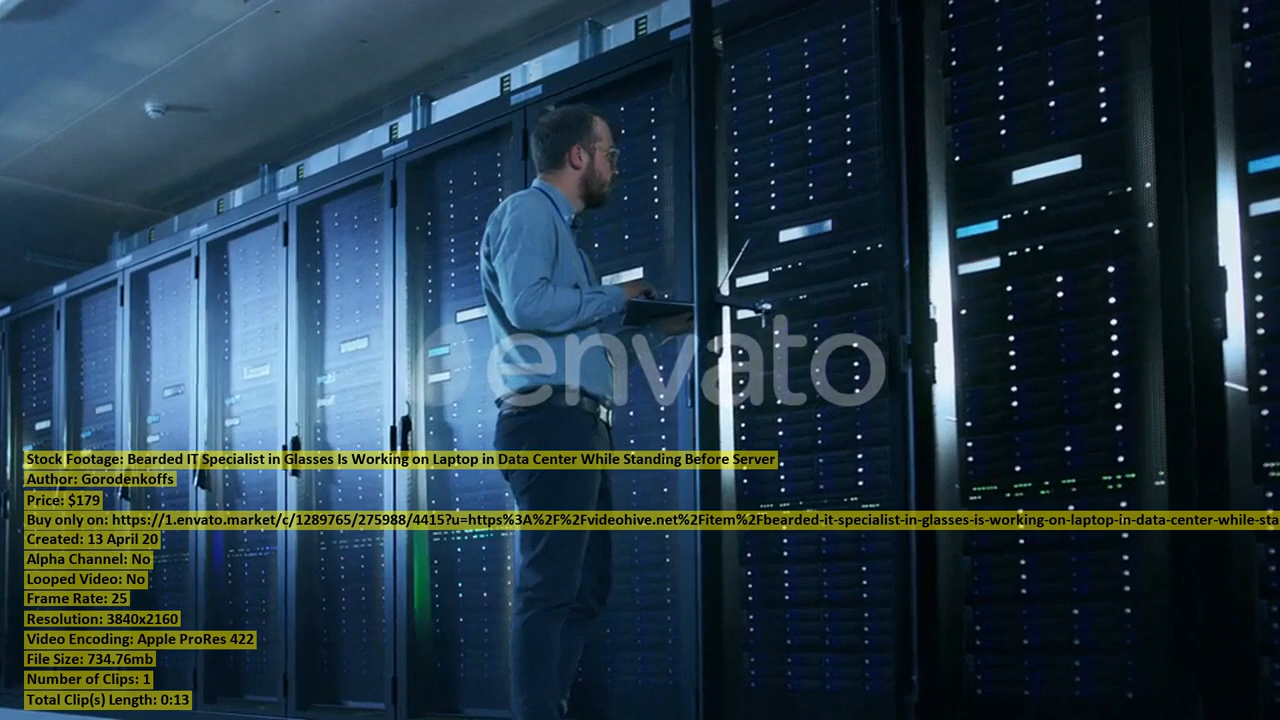 envato
Stock Footage: Bearded IT Specialist in Glasses Is Working on Laptop in Data Center While Standing Before Server
Author: Gorodenkoffs
Price: $179
Buy only on: https://1.envato.market/c/1289765/275988/4415?u=https%3A%2F%2Fvideohive.net%2Fitem%2Fbearded-it-specialist-in-glasses-is-working-on-laptop-in-data-center-while-sta
Created: 13 April 20
Alpha Channel: No
Looped Video: No
Frame Rate: 25
Resolution: 3840x2160
Video Encoding: Apple ProRes 422
File Size: 734.76mb
Number of Clips: 1
Total Clip(s) Length: 0:13